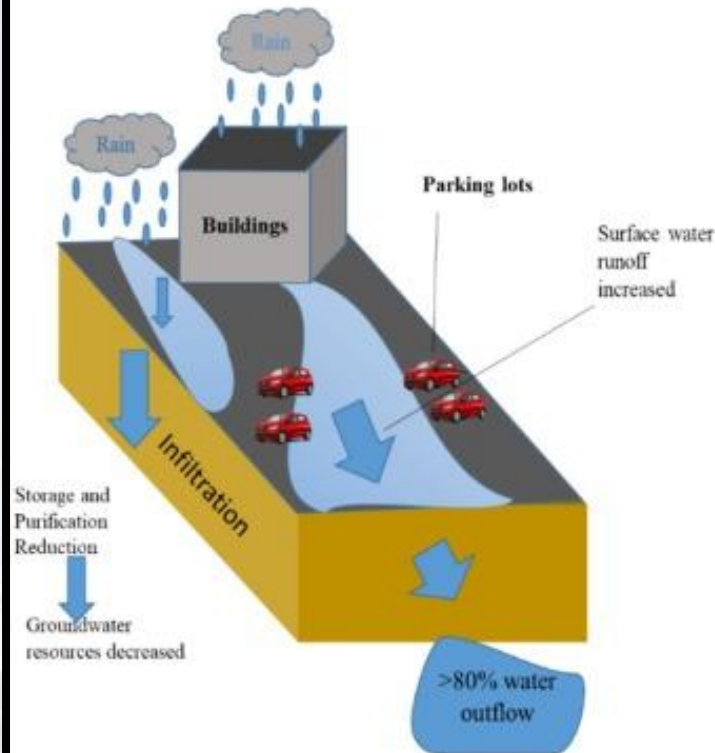 Rain
Rain
Buildings
Parking lots
Surface water
runoff
increased
Infiltration
Storage and
Purification
Reduction
Groundwater
resources decreased
>80% water
outflow